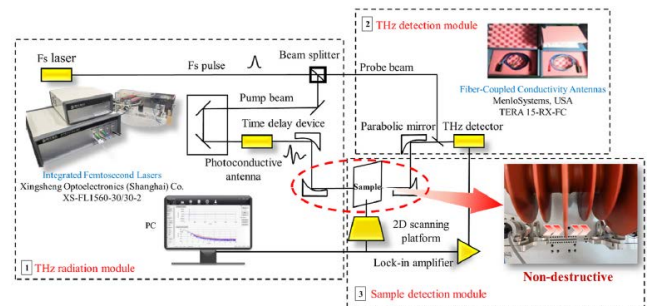 2 THz detection module
Fs laser
Fs pulse
Beam splitter
Probe beam
Fiber-Coupled Conductivity Antennas
MenloSystems, USA
TERA 15-RX-FC
Pump beam
Time delay device
Parabolic mirror
THz detector
Photoconductive
antenna
Integrated Femtosecond Lasers
Xingsheng Optoelectronics (Shanghai) Co.
XS-FL1560-30/30-2
Sample
PC
2D scanning
platform
Lock-in amplifier
Non-destructive
1 THz radiation module
3 Sample detection module